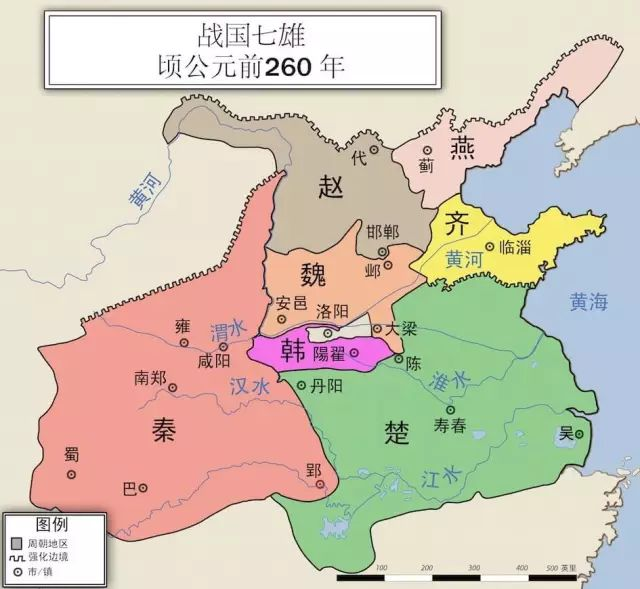 战国七雄
顷公元前260 年
燕
代
蓟
赵
黄河
齐
邯郸
临淄
邺
黄河
魏
黄海
安邑
洛阳
大梁
雍
渭水
咸阳
韩
陽翟
陈
南郑
汉水
丹阳
淮水
寿春
秦
楚
吴
蜀
巴
郢
江水
图例
周朝地区
强化边境
市/镇
100 200 300 400 500 英里